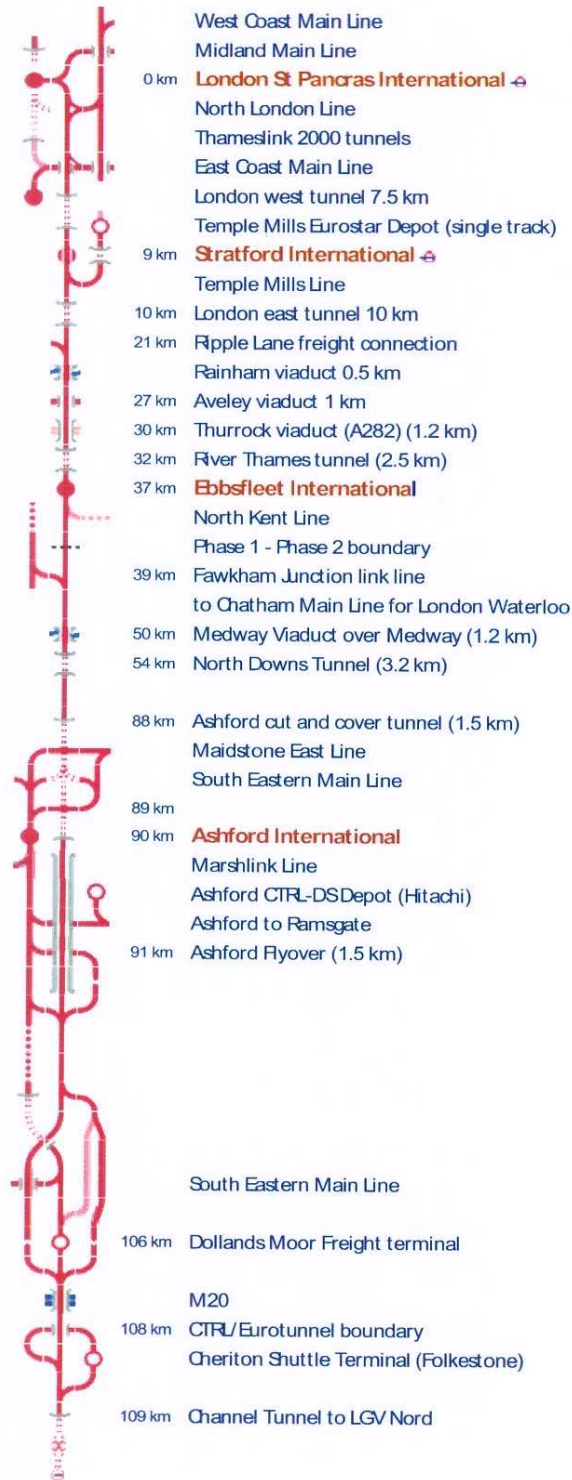 West Coast Main Line
Midland Main Line
0 km London St Pancras International
North London Line
Thameslink 2000 tunnels
East Coast Main Line
London west tunnel 7.5 km
Temple Mills Eurostar Depot (single track)
9 km Stratford International
Temple Mills Line
10 km London east tunnel 10 km
21 km Ripple Lane freight connection
Rainham viaduct 0.5 km
27 km Aveley viaduct 1 km
30 km Thurrock viaduct (A282) (1.2 km)
32 km River Thames tunnel (2.5 km)
37 km Ebbsfleet International
North Kent Line
Phase 1 - Phase 2 boundary
39 km Fawkham Junction link line
to Chatham Main Line for London Waterloo
50 km Medway Viaduct over Medway (1.2 km)
54 km North Downs Tunnel (3.2 km)
88 km Ashford cut and cover tunnel (1.5 km)
Maidstone East Line
South Eastern Main Line
89 km
90 km Ashford International
Marshlink Line
Ashford CTRL-DS Depot (Hitachi)
Ashford to Ramsgate
91 km Ashford Flyover (1.5 km)
South Eastern Main Line
106 km Dollands Moor Freight terminal
M20
108 km CTRL/Eurotunnel boundary
Cheriton Shuttle Terminal (Folkestone)
109 km Channel Tunnel to LGV Nord